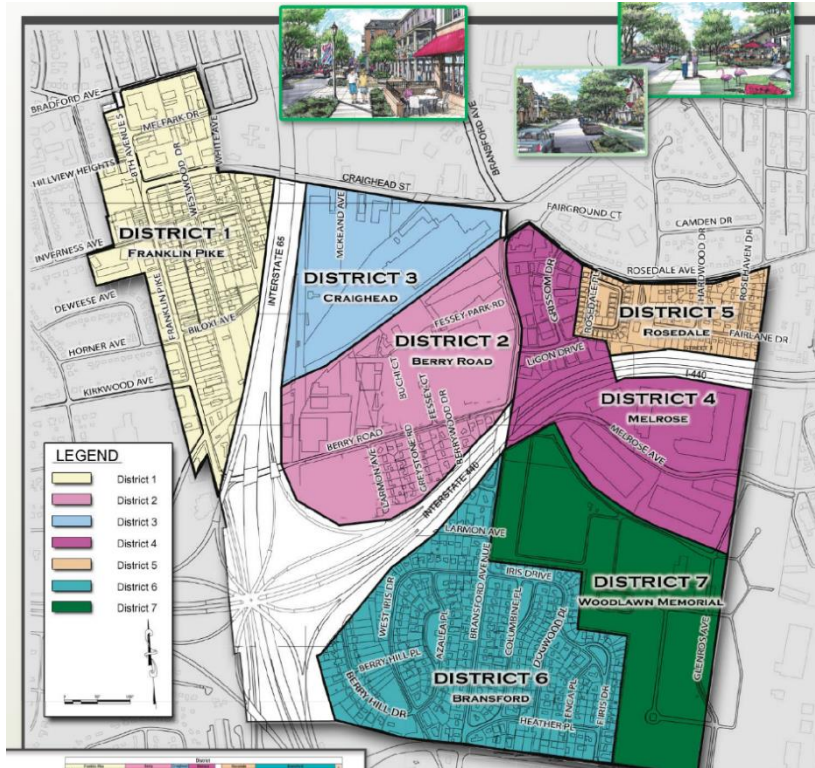 BRADFORD AVE
8TH AVENUE S
MELPARK DR
WESTWOOD DR
WHITE AVE
HILLVIEW HEIGHTS
INVERNESS AVE
DISTRICT 1
FRANKLIN PIKE
FRANKLIN PIKE
BILOXI AVE
DEWEESE AVE
HORNER AVE
KIRKWOOD AVE
INTERSTATE 65
CRAIGHEAD ST
MCKEAND AVE
BRANSFORD AVE
FAIRGROUND CT
CAMDEN DR
HARDWOOD DR
ROSEHAVEN DR
ROSEDALE AVE
DISTRICT 3
CRAIGHEAD
FESSEY PARK RD
DISTRICT 2
BERRY ROAD
BERRY ROAD
CLARMON AVE
GREYSTONE RD
FESSEY CT
BERRYWOOD DR
INTERSTATE 440
GRISSOM DR
LIGON DRIVE
ROSEDALE PL
DISTRICT 5
ROSEDALE
FAIRLANE DR
I-440
DISTRICT 4
MELROSE
MELROSE AVE
LARMON AVE
IRIS DRIVE
WEST IRIS DR
AZALEA PL
BRANSFORD AVENUE
COLUMBINE PL
DOGWOOD PL
BERRY HILL PL
BERRY HILL DR
DISTRICT 6
BRANSFORD
HEATHER PL
DISTRICT 7
WOODLAWN MEMORIAL
GLENROS AVE
LEGEND
District 1
District 2
District 3
District 4
District 5
District 6
District 7